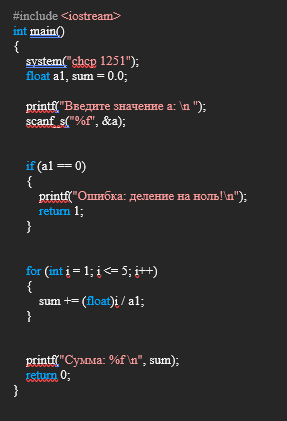 #include <iostream>
int main()
{
system("chcp 1251");
float a1, sum = 0.0;
printf("Введите значение a: \n ");
scanf_s("%f", &a);
if (a1 == 0)
{
printf("Ошибка: деление на ноль!\n");
return 1;
}
for (int i = 1; i <= 5; i++)
{
sum += (float)i / a1;
}
printf("Сумма: %f \n", sum);
return 0;
}